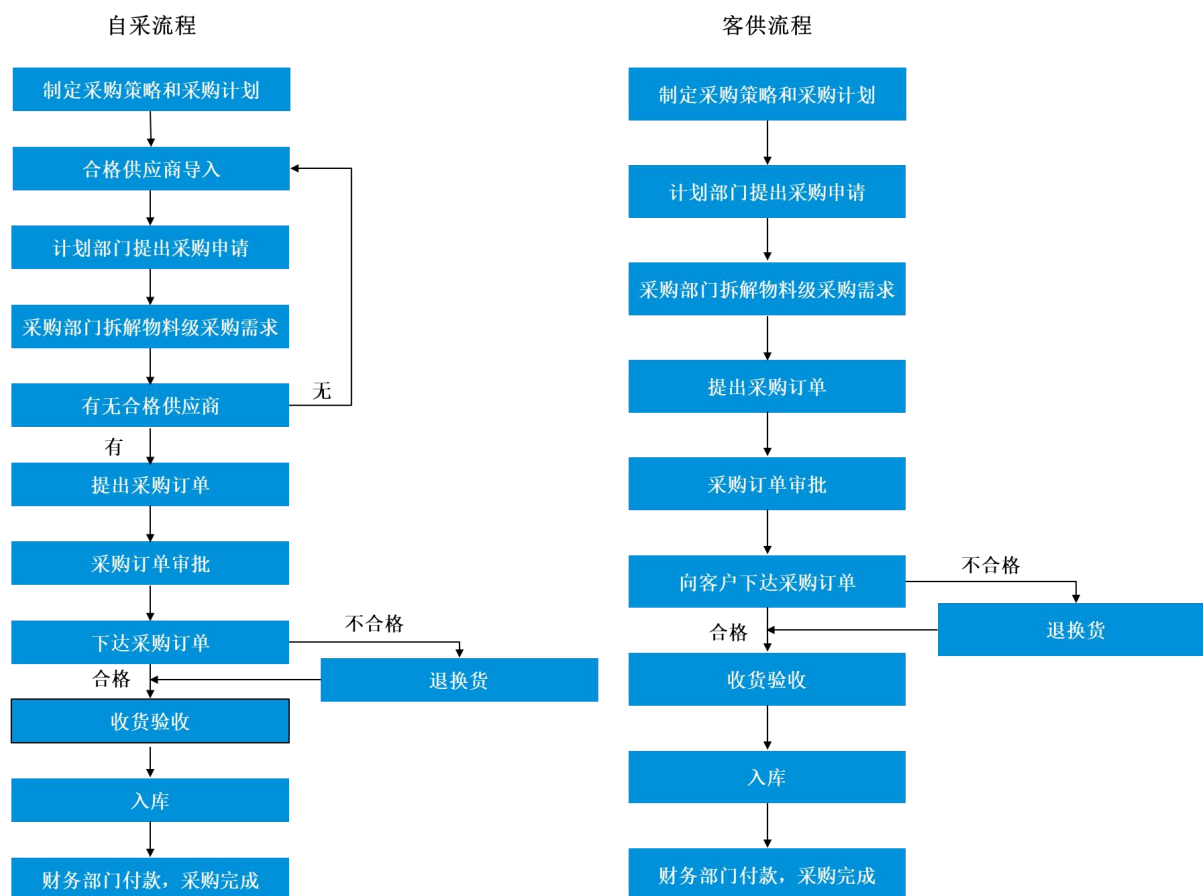 自采流程
制定采购策略和采购计划
合格供应商导入
计划部门提出采购申请
采购部门拆解物料级采购需求
有无合格供应商
无
有
提出采购订单
采购订单审批
下达采购订单
不合格
合格
退换货
收货验收
入库
财务部门付款，采购完成
客供流程
制定采购策略和采购计划
计划部门提出采购申请
采购部门拆解物料级采购需求
提出采购订单
采购订单审批
向客户下达采购订单
不合格
合格
退换货
收货验收
入库
财务部门付款，采购完成